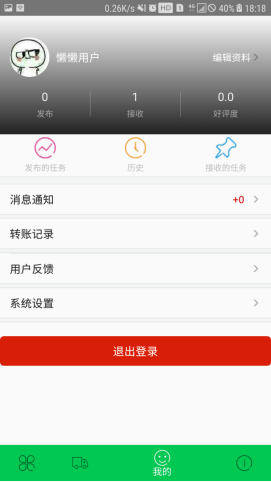 0.26K/s HD 1 4G 40% 18:18
懒懒用户
编辑资料
0 1 0.0
发布 接收 好评度
发布的任务 历史 接收的任务
消息通知 +0
转账记录
用户反馈
系统设置
退出登录
我的